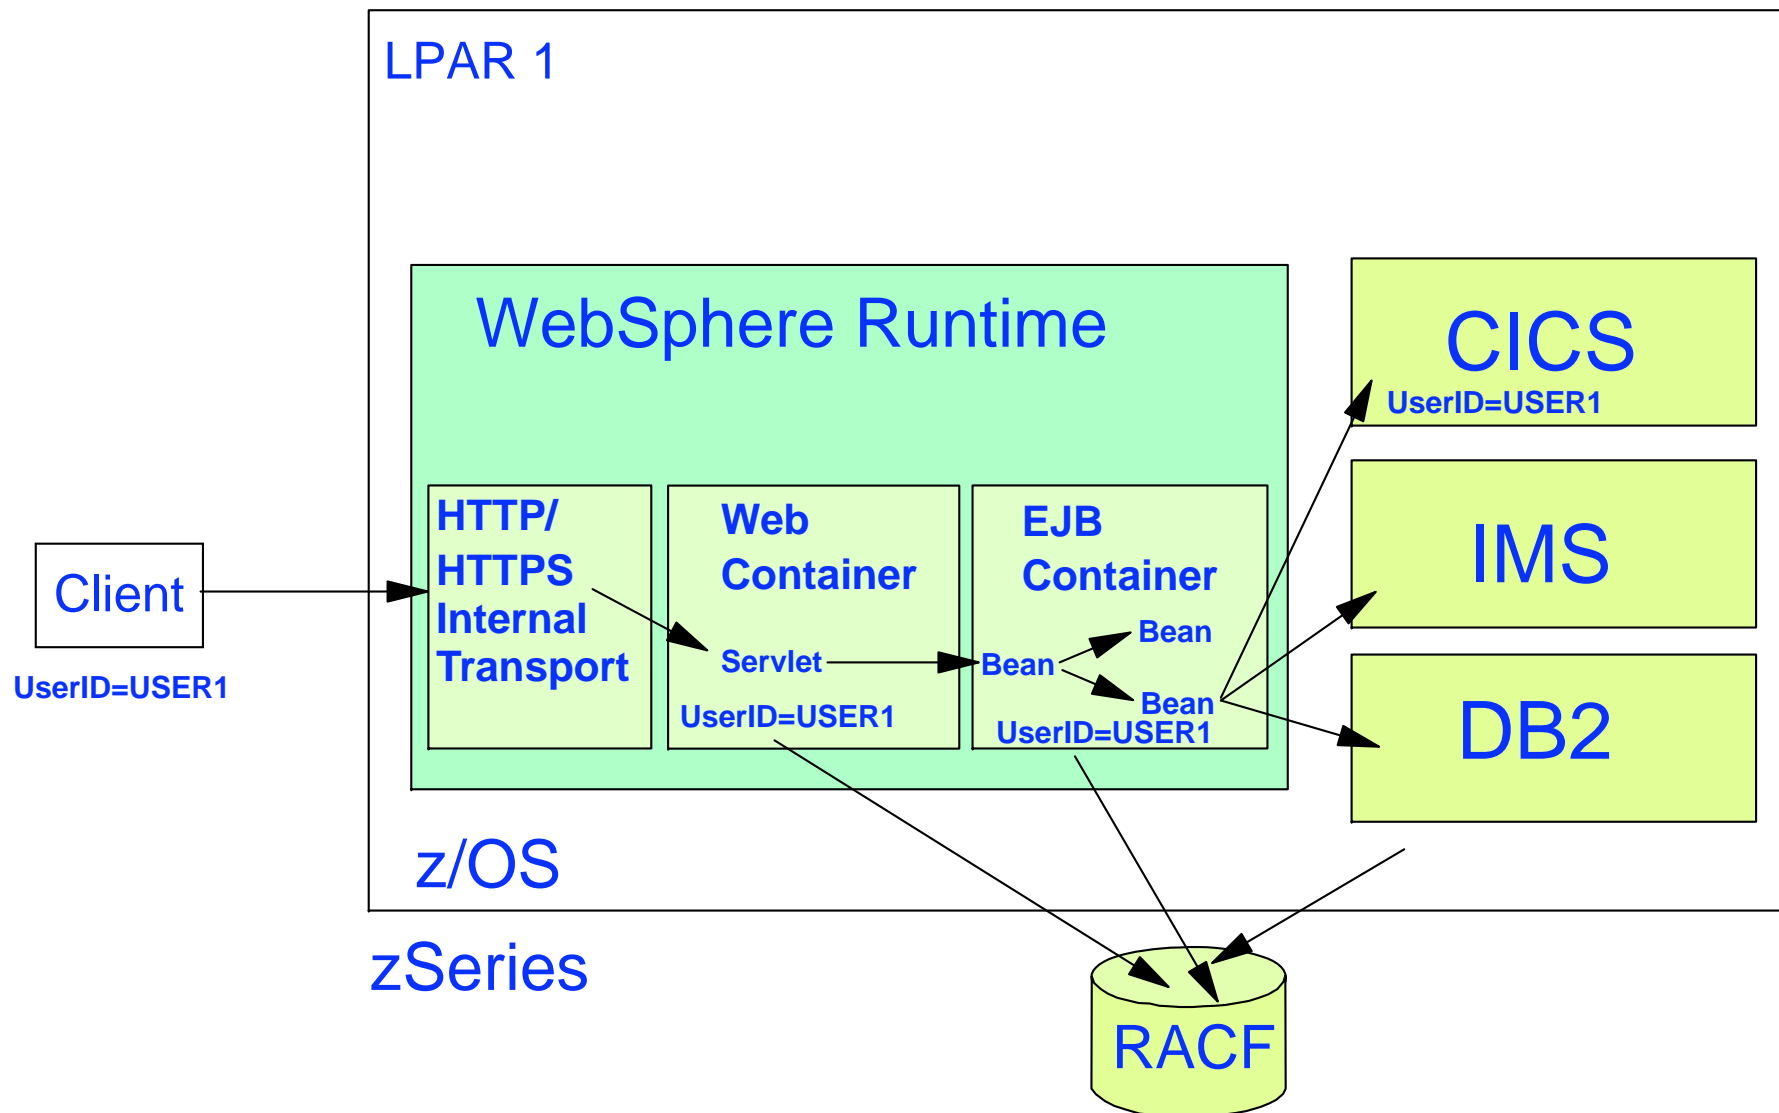 LPAR 1
WebSphere Runtime
CICS
UserID=USER1
HTTP/
HTTPS
Internal
Transport
Web
Container
Servlet
UserID=USER1
EJB
Container
Bean
Bean
Bean
UserID=USER1
IMS
Client
UserID=USER1
DB2
z/OS
zSeries
RACF